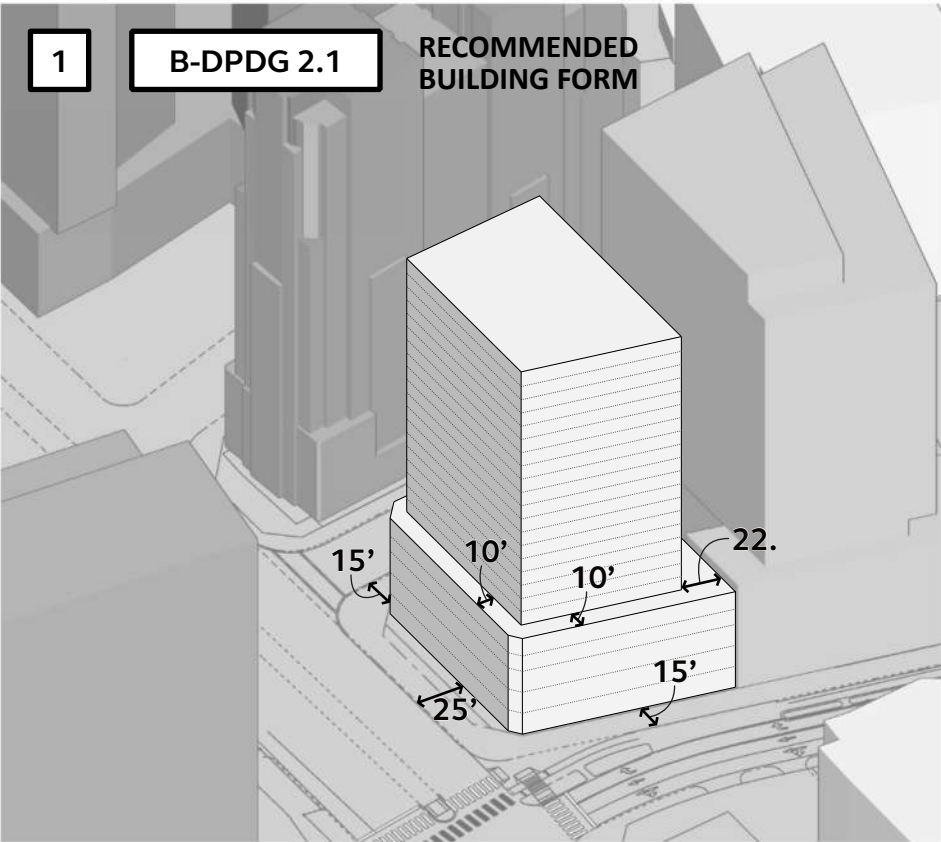 1
B-DPDG 2.1
RECOMMENDED
BUILDING FORM
15’
10’
10’
22.
25’
15’